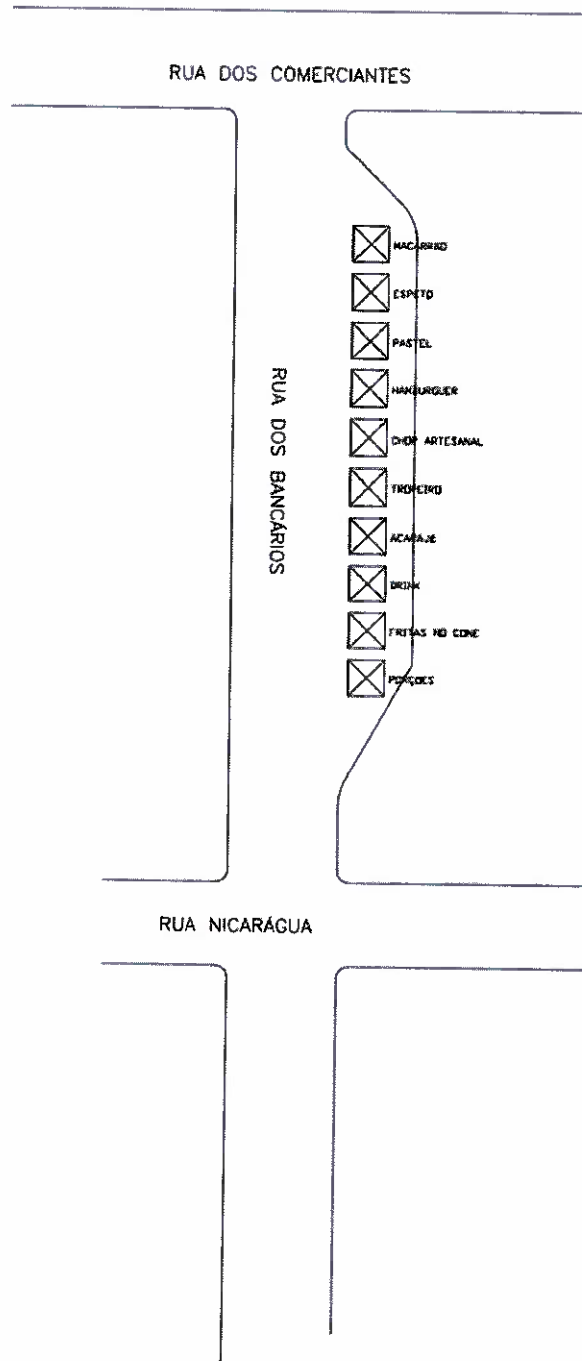 RUA DOS COMERCIANTES
MACARRÃO
ESPETO
PASTEL
HAMBURGUER
CHOP ARTESANAL
TROPEIRO
ACARAJE
DRINK
FRITAS NO CONE
PORÇOES
RUA DOS BANCÁRIOS
RUA NICARÁGUA